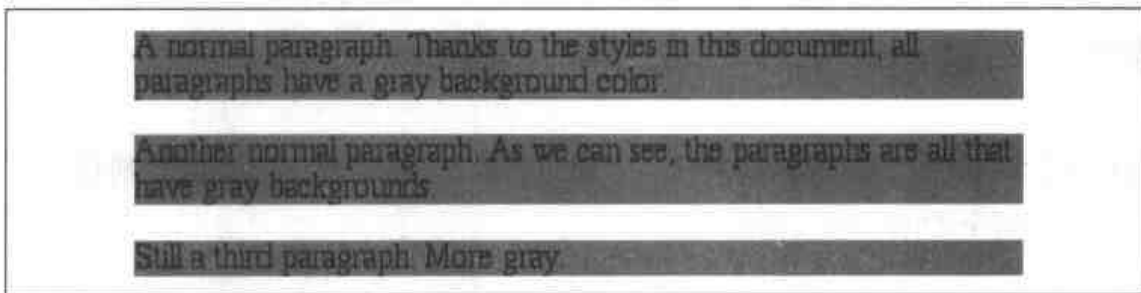 A normal paragraph. Thanks to the styles in this document, all
paragraphs have a gray background color.
Another normal paragraph. As we can see, the paragraphs are all that
have gray backgrounds.
Still a third paragraph. More gray.